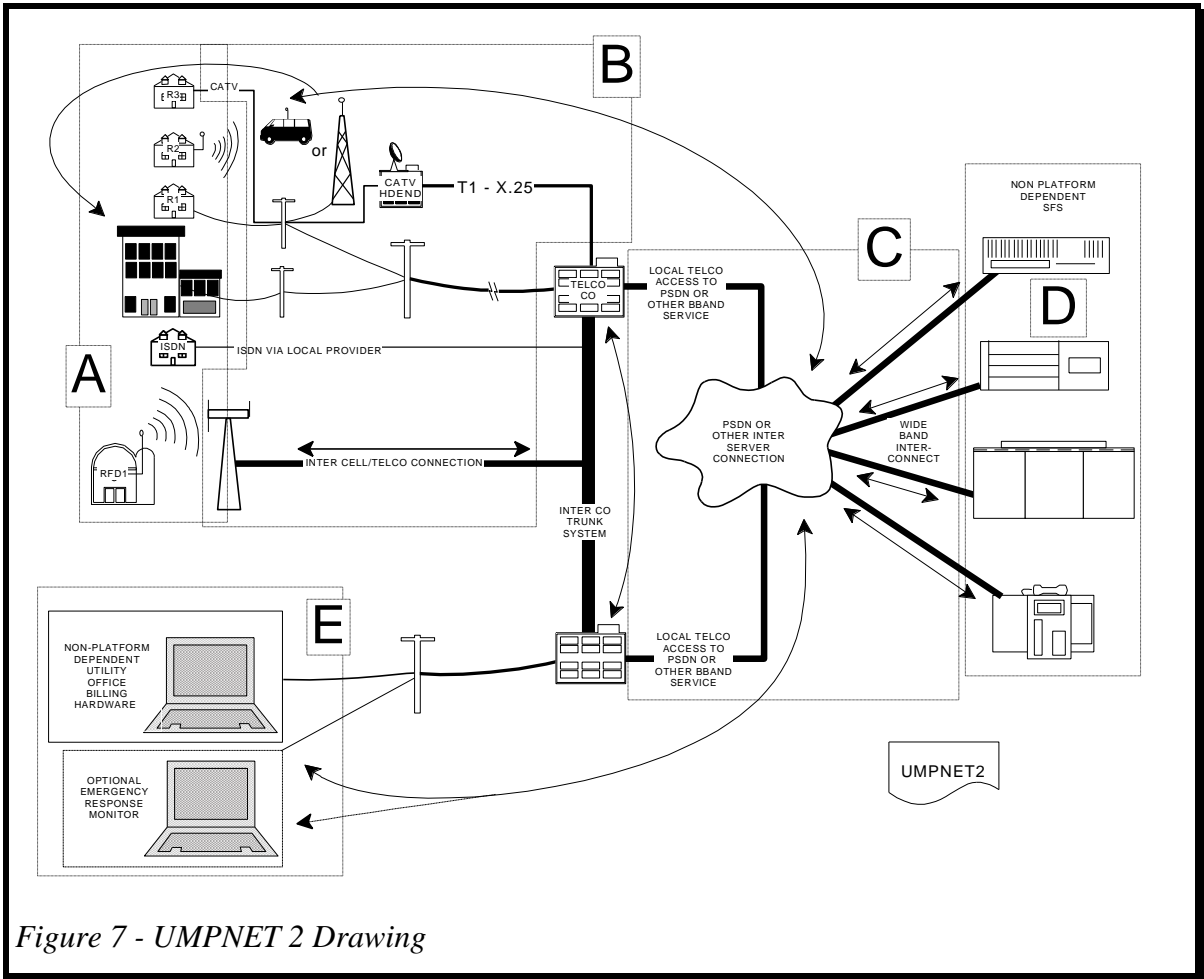 B
R3
CATV
or
R2
R1
CATV
HDEND
T1 - X.25
NON PLATFORM
DEPENDENT
SFS
C
TELCO
CO
LOCAL TELCO
ACCESS TO
PSDN OR
OTHER BBAND
SERVICE
D
ISDN
ISDN VIA LOCAL PROVIDER
A
RFD1
INTER CELL/TELCO CONNECTION
PSDN OR
OTHER INTER
SERVER
CONNECTION
WIDE
BAND
INTER-
CONNECT
INTER CO
TRUNK
SYSTEM
E
NON-PLATFORM
DEPENDENT
UTILITY
OFFICE
BILLING
HARDWARE
LOCAL TELCO
ACCESS TO
PSDN OR
OTHER BBAND
SERVICE
OPTIONAL
EMERGENCY
RESPONSE
MONITOR
UMPNET2
Figure 7 - UMPNET 2 Drawing